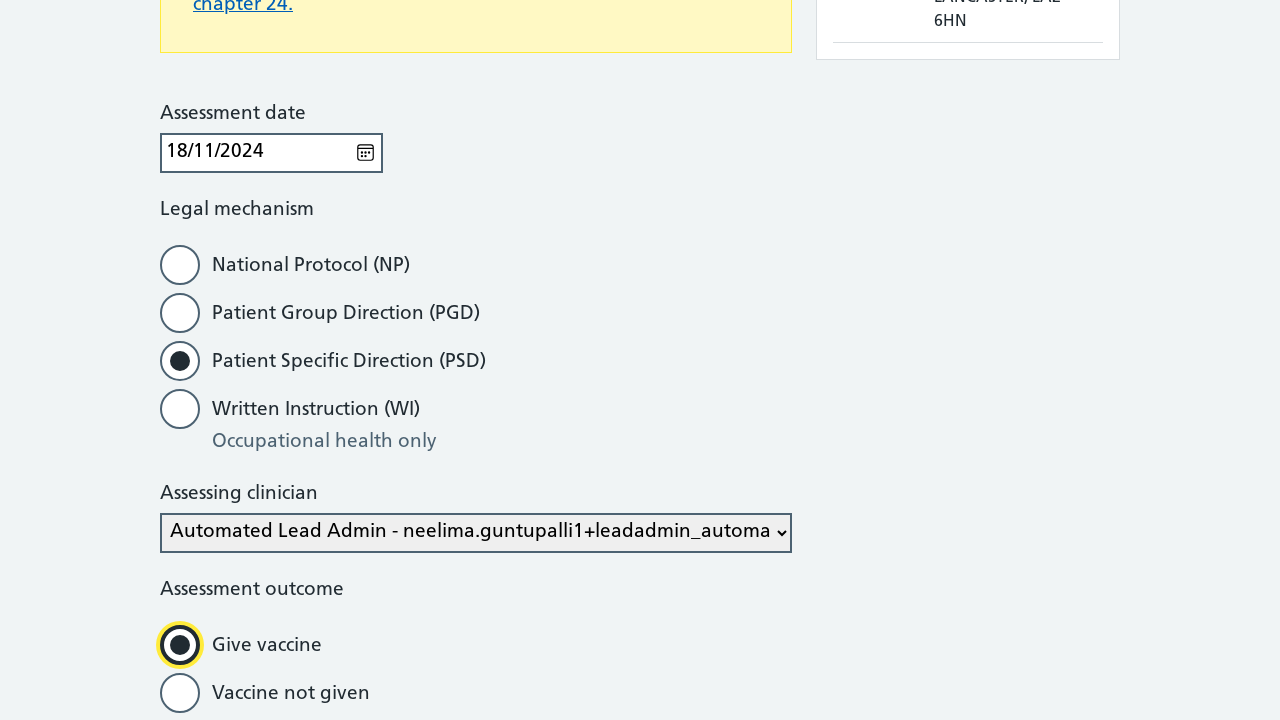 chapter 24.
6HN
Assessment date
18/11/2024
Legal mechanism
National Protocol (NP)
Patient Group Direction (PGD)
Patient Specific Direction (PSD)
Written Instruction (WI)
Occupational health only
Assessing clinician
Automated Lead Admin - neelima.guntupalli1+leadadmin_automa
Assessment outcome
Give vaccine
Vaccine not given